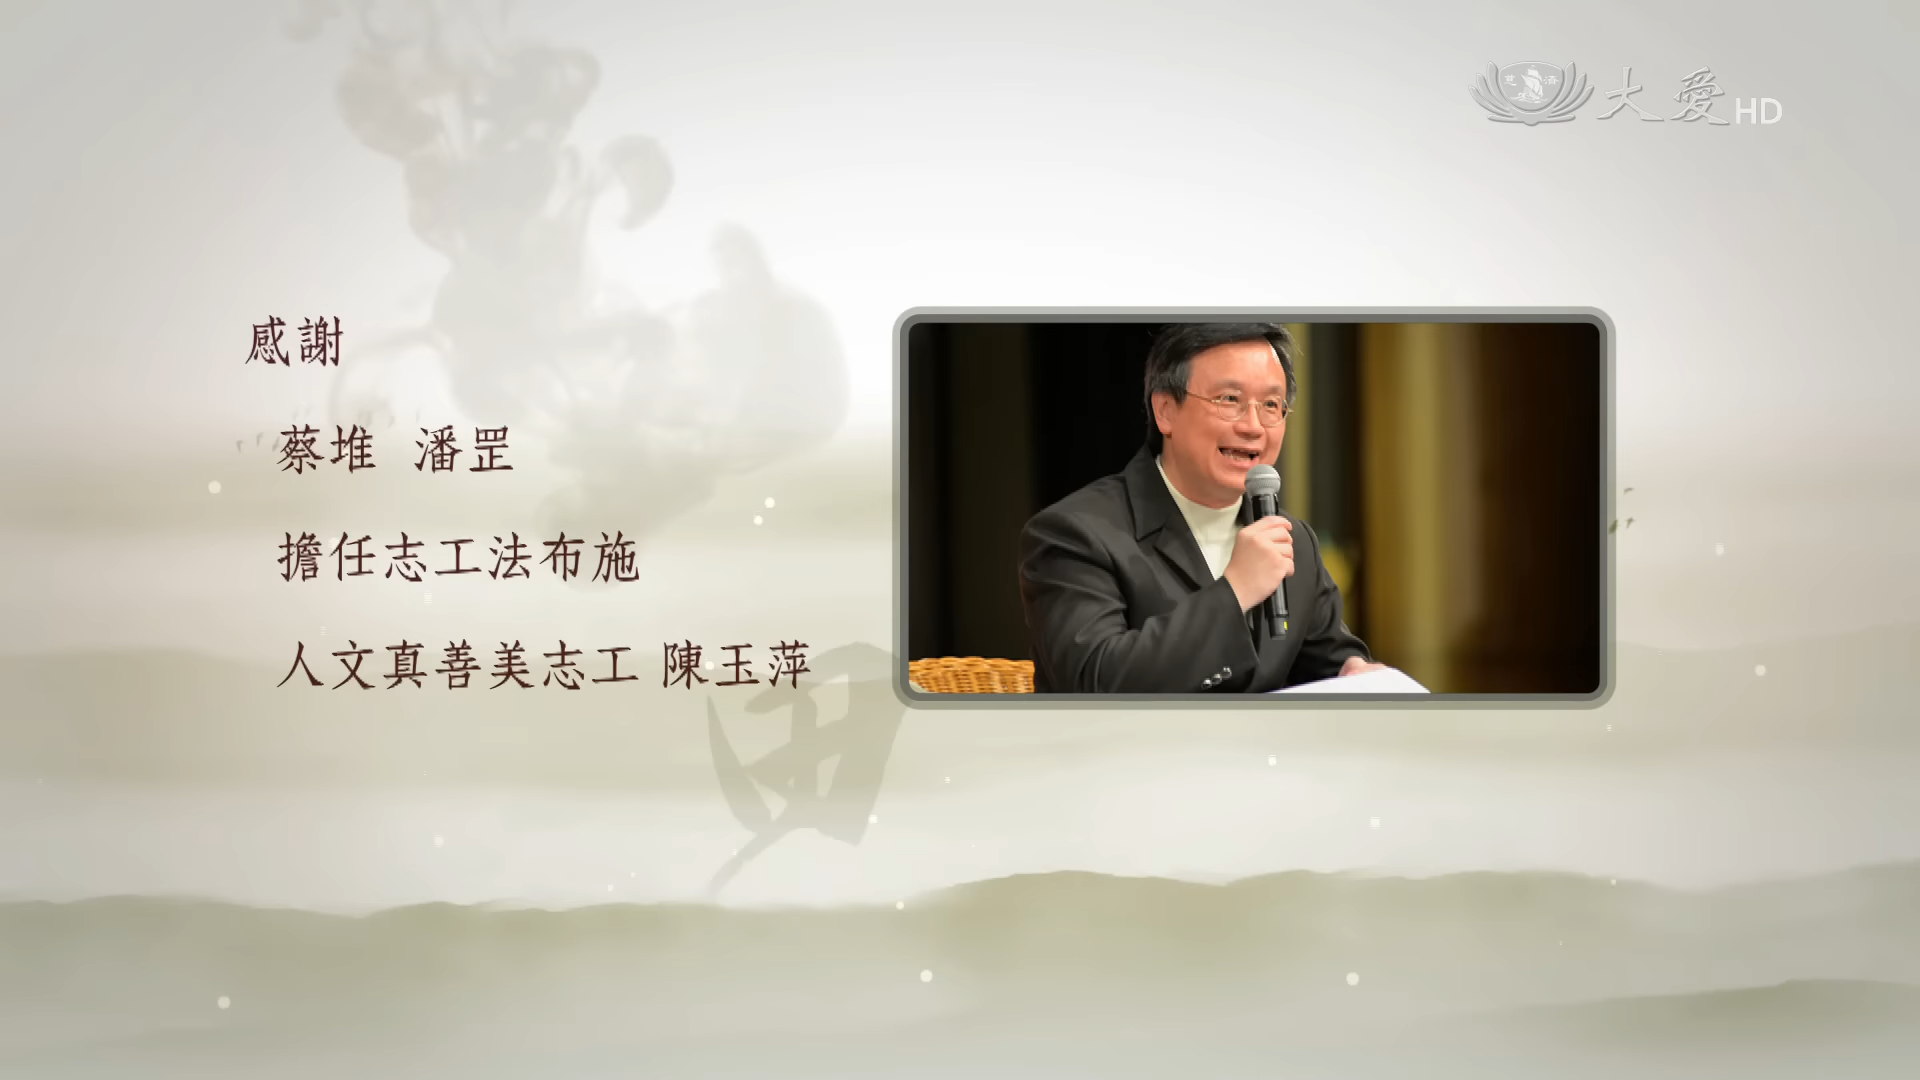 大愛HD
感謝
蔡堆 潘罡
擔任志工法布施
人文真善美志工 陳玉萍